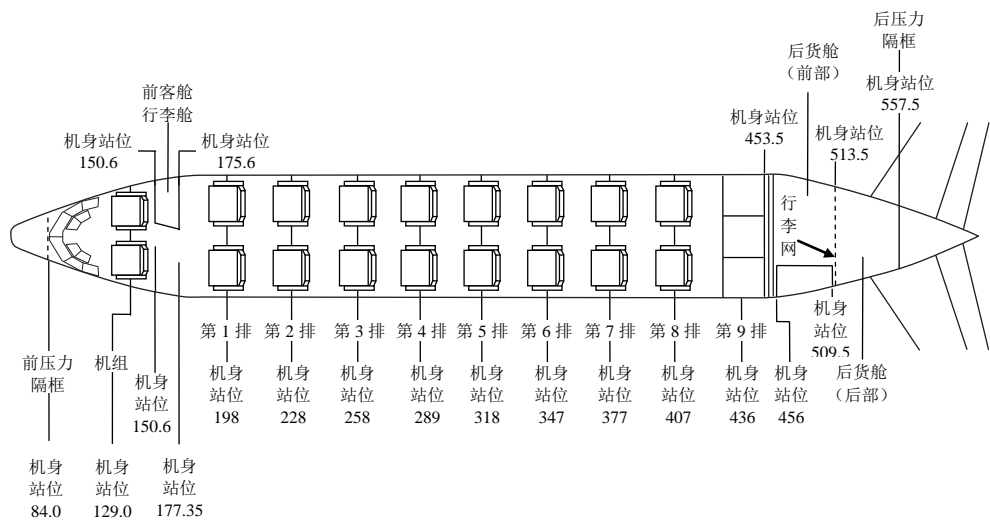 后压力
隔框
机身站位
557.5
后货舱
（前部）
前客舱
行李舱
机身站位
150.6
机身站位
175.6
机身站位
453.5
机身站位
513.5
行
李
网
第 1 排
第 2 排
第 3 排
第 4 排
第 5 排
第 6 排
第 7 排
第 8 排
第 9 排
机身
站位
509.5
前压力
隔框
机组
机身
站位
150.6
机身
站位
198
机身
站位
228
机身
站位
258
机身
站位
289
机身
站位
318
机身
站位
347
机身
站位
377
机身
站位
407
机身
站位
436
机身
站位
456
后货舱
（后部）
机身
站位
84.0
机身
站位
129.0
机身
站位
177.35